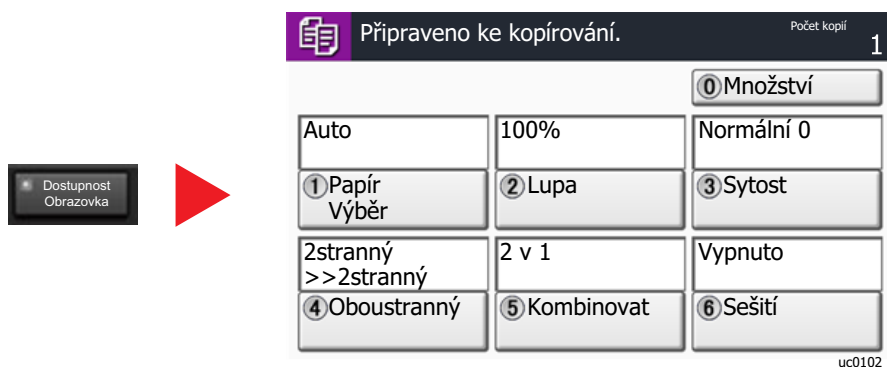 Připraveno ke kopírování.
Počet kopií
1
0 Množství
Auto
100%
Normální 0
1 Papír
Výběr
2 Lupa
3 Sytost
Dostupnost
Obrazovka
2stranný
>>2stranný
2 v 1
Vypnuto
4 Oboustranný
5 Kombinovat
6 Sešití
uc0102